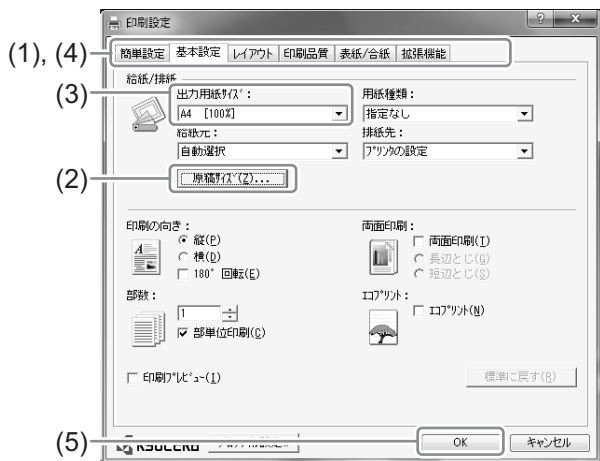 印刷設定
(1), (4)
簡単設定 基本設定 レイアウト 印刷品質 表紙/合紙 拡張機能
給紙/排紙
(3)
出力用紙ｻｲｽﾞ: 用紙種類:
A4 [100%] 指定なし
給紙元: 排紙先:
自動選択 ﾌﾟﾘﾝﾀの設定
(2)
原稿ｻｲｽﾞ(Z)...
印刷の向き: 両面印刷:
縦(P) 両面印刷(T)
横(O) 長辺とじ(G)
180° 回転(E) 短辺とじ(S)
部数: ｴｺﾌﾟﾘﾝﾄ:
1 ｴｺﾌﾟﾘﾝﾄ(N)
部単位印刷(C)
印刷ﾌﾟﾚﾋﾞｭｰ(I) 標準に戻す(R)
(5)
OK キャンセル